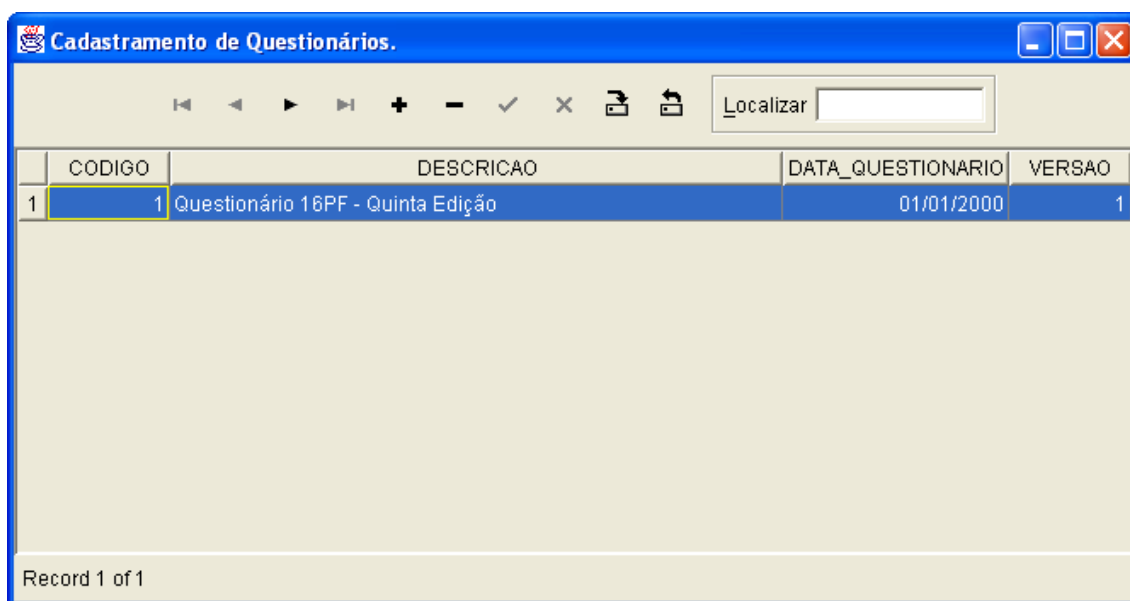 Cadastramento de Questionários.
Localizar
CODIGO DESCRICAO DATA_QUESTIONARIO VERSAO
1 1 Questionário 16PF - Quinta Edição 01/01/2000 1
Record 1 of 1